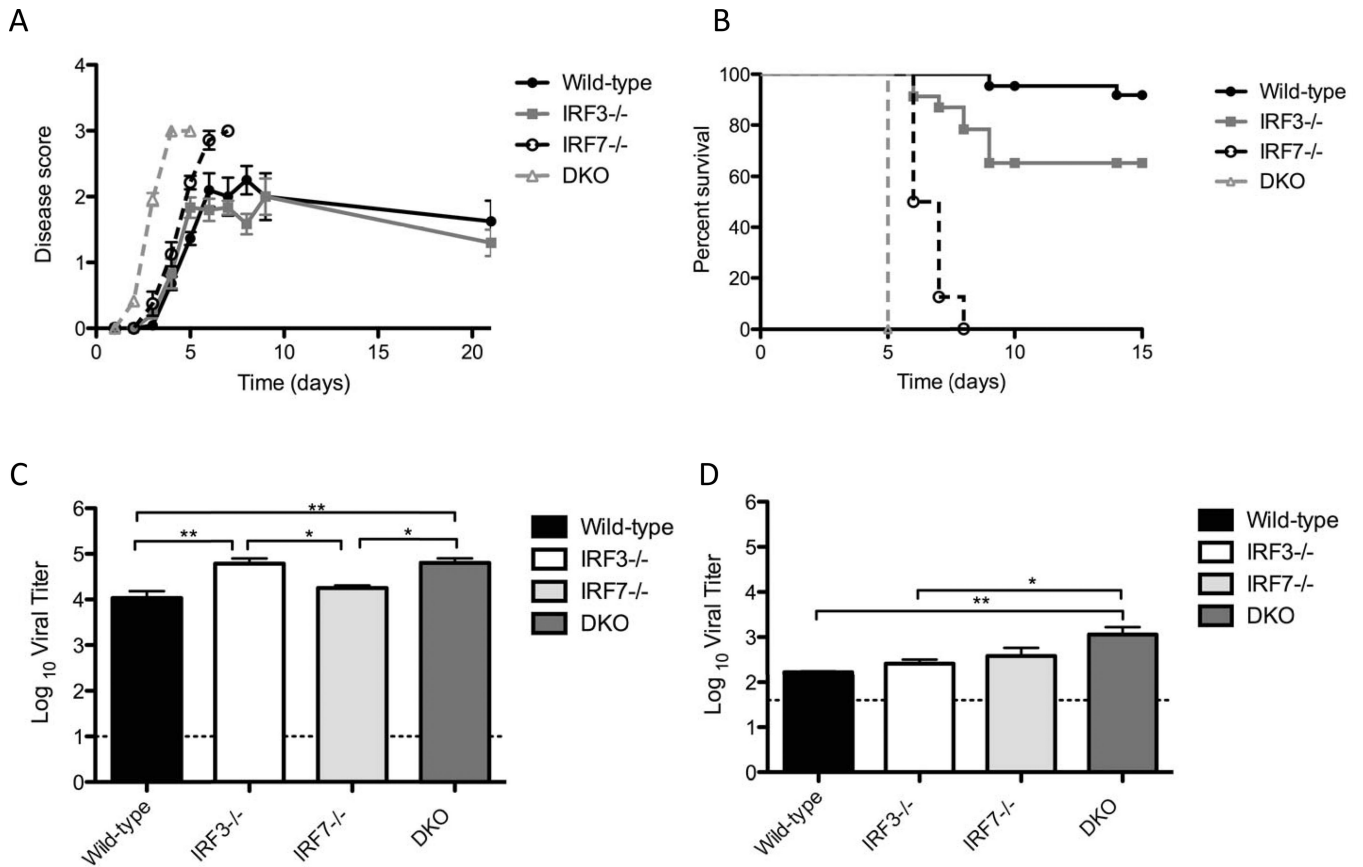 A
Disease score
4
3
2
1
0
0 5 10 15 20
Time (days)
Wild-type
IRF3-/-
IRF7-/-
DKO
B
Percent survival
100
80
60
40
20
0
0 5 10 15
Time (days)
Wild-type
IRF3-/-
IRF7-/-
DKO
C
Log 10 Viral Titer
6
5
4
3
2
1
0
**
** * *
Wild-type IRF3-/- IRF7-/- DKO
Wild-type
IRF3-/-
IRF7-/-
DKO
D
Log 10 Viral Titer
6
5
4
3
2
1
0
*
**
Wild-type IRF3-/- IRF7-/- DKO
Wild-type
IRF3-/-
IRF7-/-
DKO